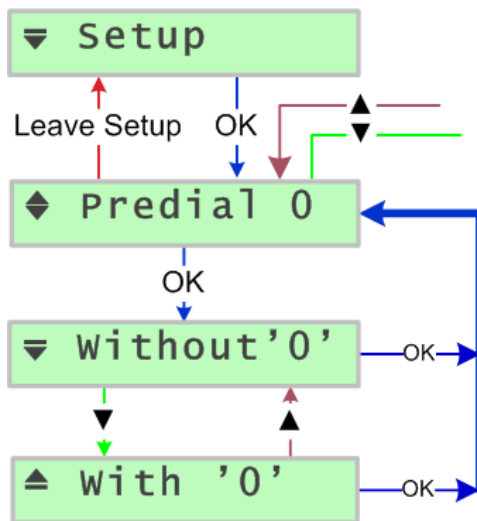 Setup
Leave Setup OK
▲
▼
Predial 0
OK
Without'0'
OK
▼ ▲
With '0'
OK